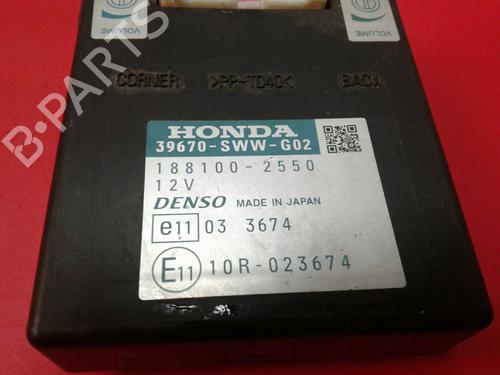 VOLUME
VOLUME
CORNER >PP-TD40< BACK
HONDA
39670-SWW-G02
188100-2550
12V
DENSO MADE IN JAPAN
e11 03 3674
E11 10R-023674
B-PARTS